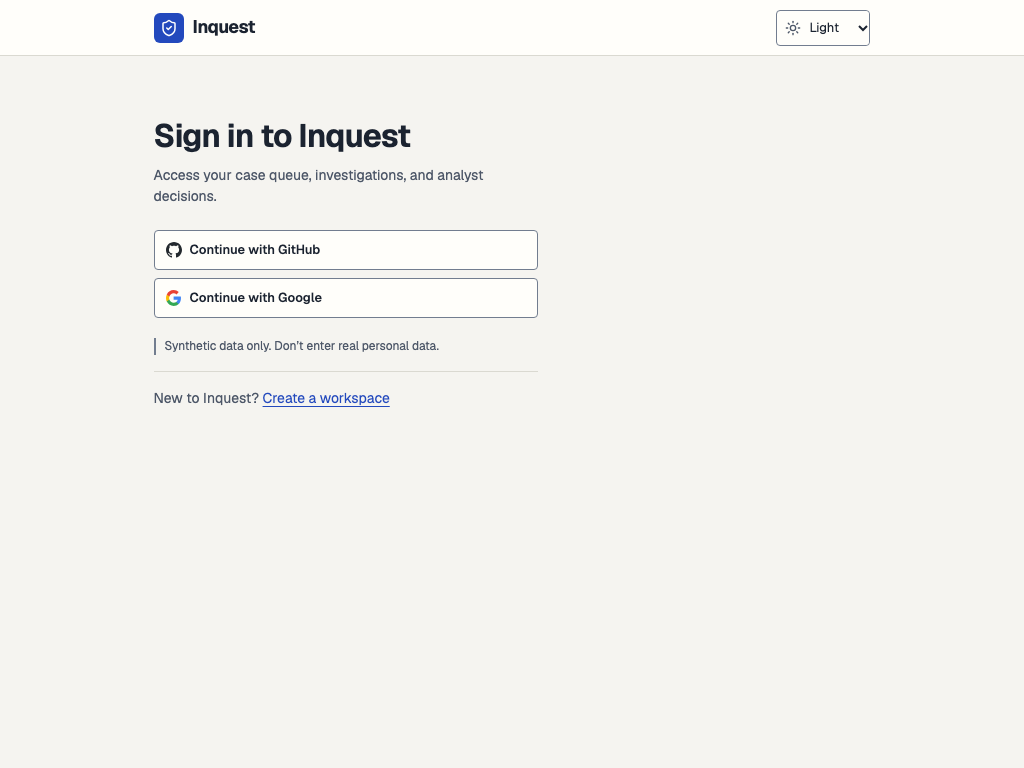 Inquest
Light
Sign in to Inquest
Access your case queue, investigations, and analyst
decisions.
Continue with GitHub
Continue with Google
Synthetic data only. Don’t enter real personal data.
New to Inquest? Create a workspace